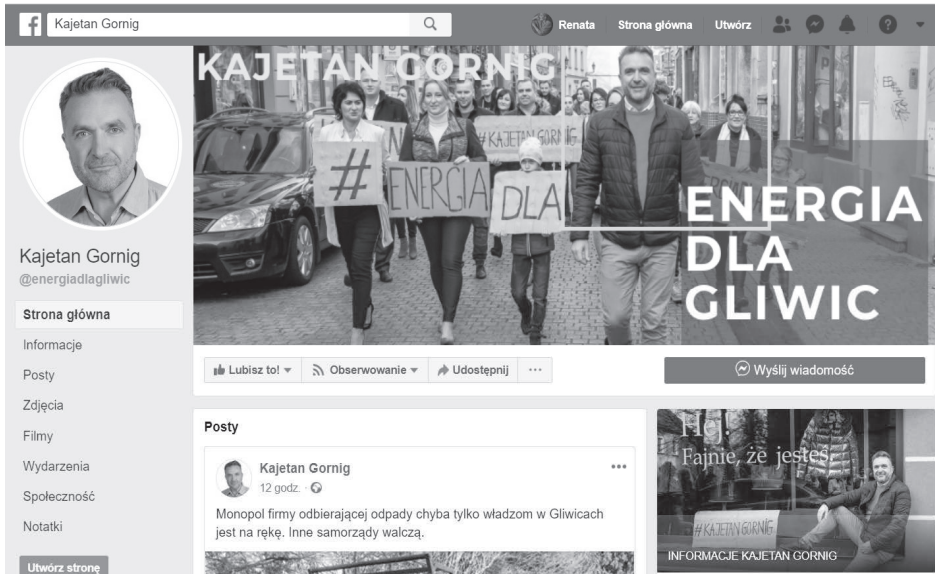 f Kajetan Gornig Renata Strona główna Utwórz ?
KAJETAN GORNIG
#KAJETAN GORNIG
# ENERGIA DLA
ENERGIA
DLA
GLIWIC
Kajetan Gornig
@energiadlagliwic
Strona główna
Informacje
Posty
Zdjęcia
Filmy
Wydarzenia
Społeczność
Notatki
Utwórz stronę
Lubisz to! Obserwowanie Udostępnij ...
Wyślij wiadomość
Posty
Kajetan Gornig
12 godz.
Monopol firmy odbierającej odpady chyba tylko władzom w Gliwicach
jest na rękę. Inne samorządy walczą.
Hej!
Fajnie, że jesteś.
#KAJETAN GORNIG
INFORMACJE KAJETAN GORNIG